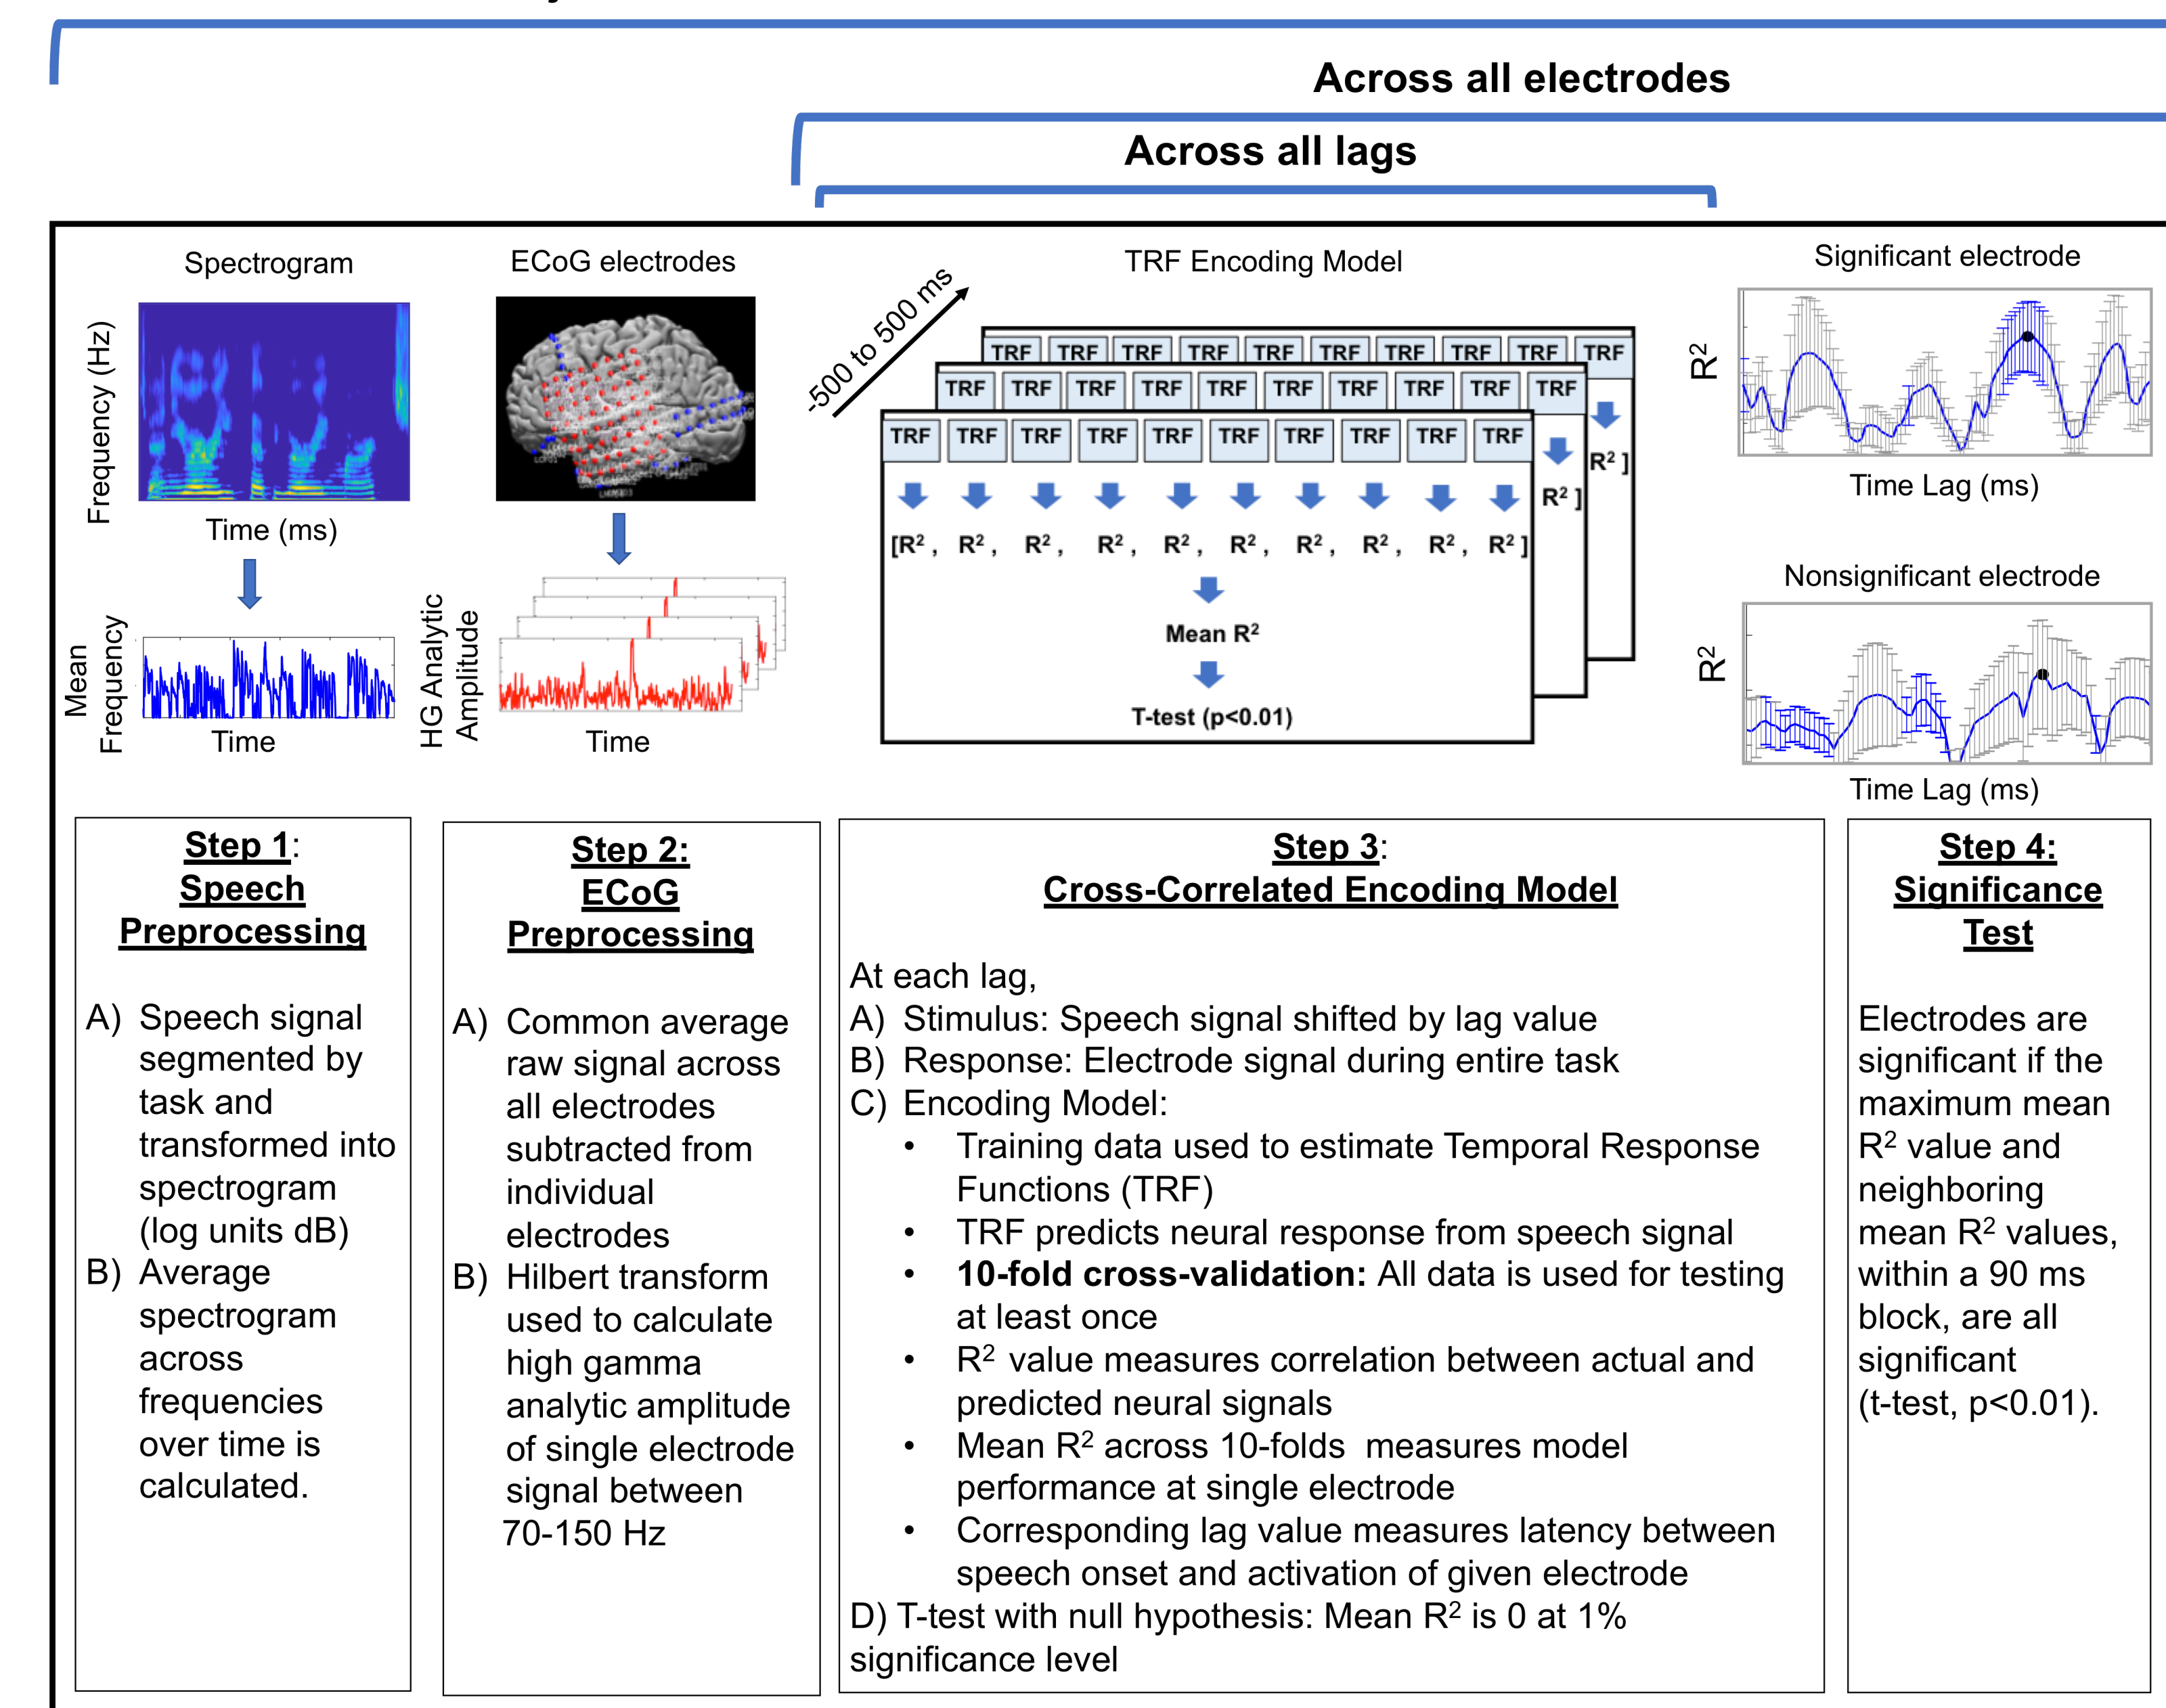 Across all electrodes
Across all lags
Spectrogram
Frequency (Hz)
Time (ms)
Mean
Frequency
Time
ECoG electrodes
HG Analytic
Amplitude
Time
TRF Encoding Model
-500 to 500 ms
TRF TRF TRF TRF TRF TRF TRF TRF TRF TRF
TRF TRF TRF TRF TRF TRF TRF TRF TRF TRF
TRF TRF TRF TRF TRF TRF TRF TRF TRF TRF
R² ]
R² ]
[R² , R² , R² , R² , R² , R² , R² , R² , R² , R² ]
Mean R²
T-test (p<0.01)
Significant electrode
R²
Time Lag (ms)
Nonsignificant electrode
R²
Time Lag (ms)
Step 1:
Speech
Preprocessing
A) Speech signal
segmented by
task and
transformed into
spectrogram
(log units dB)
B) Average
spectrogram
across
frequencies
over time is
calculated.
Step 2:
ECoG
Preprocessing
A) Common average
raw signal across
all electrodes
subtracted from
individual
electrodes
B) Hilbert transform
used to calculate
high gamma
analytic amplitude
of single electrode
signal between
70-150 Hz
Step 3:
Cross-Correlated Encoding Model
At each lag,
A) Stimulus: Speech signal shifted by lag value
B) Response: Electrode signal during entire task
C) Encoding Model:
• Training data used to estimate Temporal Response
Functions (TRF)
• TRF predicts neural response from speech signal
• 10-fold cross-validation: All data is used for testing
at least once
• R² value measures correlation between actual and
predicted neural signals
• Mean R² across 10-folds measures model
performance at single electrode
• Corresponding lag value measures latency between
speech onset and activation of given electrode
D) T-test with null hypothesis: Mean R² is 0 at 1%
significance level
Step 4:
Significance
Test
Electrodes are
significant if the
maximum mean
R² value and
neighboring
mean R² values,
within a 90 ms
block, are all
significant
(t-test, p<0.01).